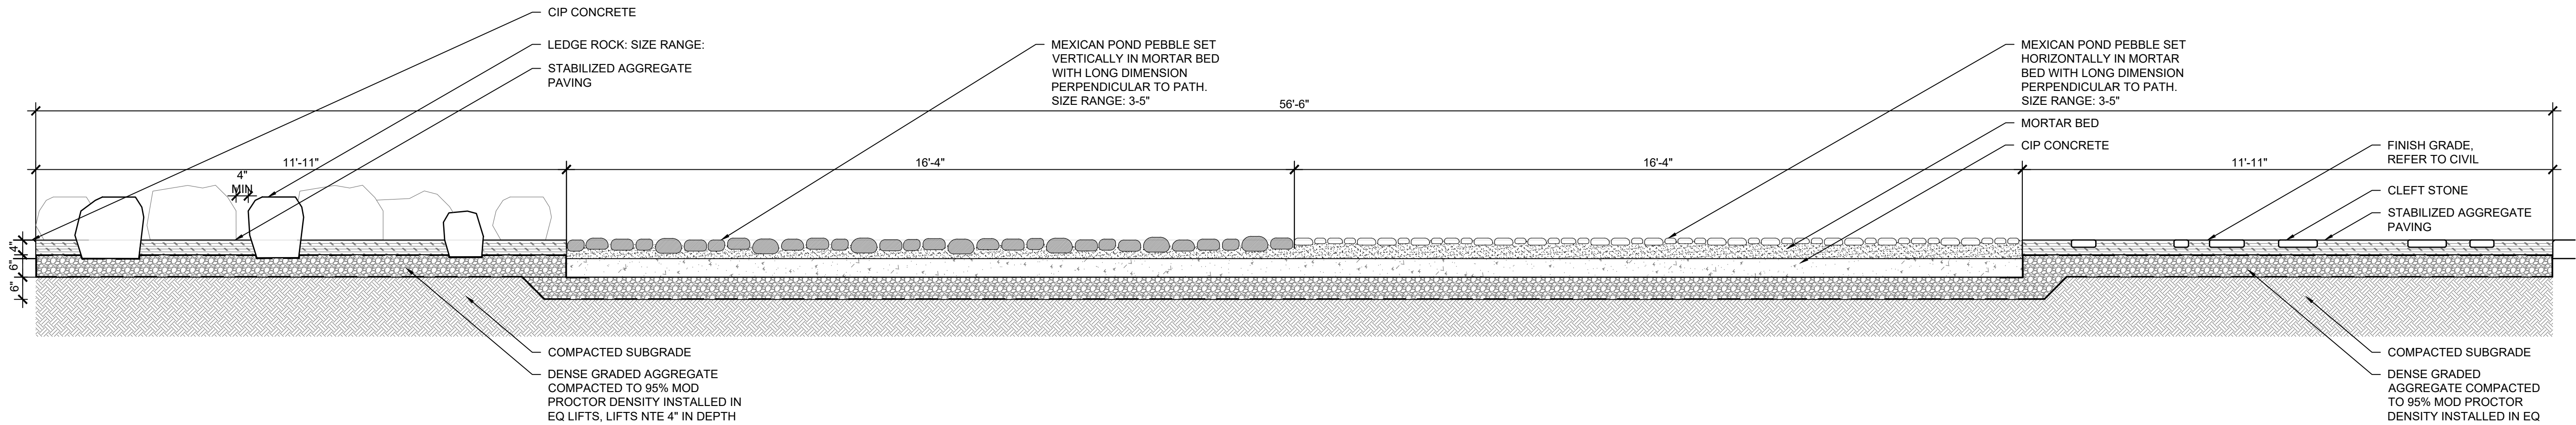 CIP CONCRETE
LEDGE ROCK: SIZE RANGE:
STABILIZED AGGREGATE
PAVING
MEXICAN POND PEBBLE SET
VERTICALLY IN MORTAR BED
WITH LONG DIMENSION
PERPENDICULAR TO PATH.
SIZE RANGE: 3-5"
MEXICAN POND PEBBLE SET
HORIZONTALLY IN MORTAR
BED WITH LONG DIMENSION
PERPENDICULAR TO PATH.
SIZE RANGE: 3-5"
56'-6"
MORTAR BED
CIP CONCRETE
FINISH GRADE,
REFER TO CIVIL
CLEFT STONE
STABILIZED AGGREGATE
PAVING
11'-11"
16'-4"
16'-4"
11'-11"
4"
MIN
4"
6"
6"
COMPACTED SUBGRADE
DENSE GRADED AGGREGATE
COMPACTED TO 95% MOD
PROCTOR DENSITY INSTALLED IN
EQ LIFTS, LIFTS NTE 4" IN DEPTH
COMPACTED SUBGRADE
DENSE GRADED
AGGREGATE COMPACTED
TO 95% MOD PROCTOR
DENSITY INSTALLED IN EQ